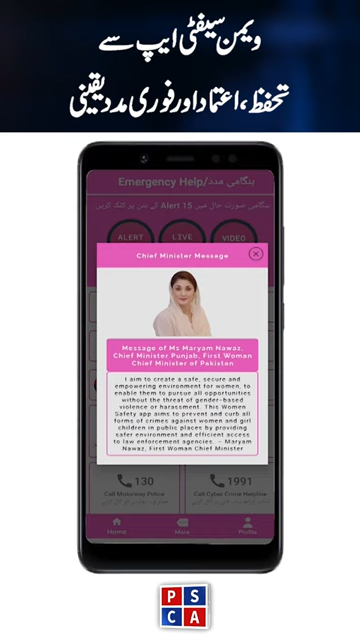 ویمن سیفٹی ایپ سے
تحفظ، اعتماد اور فوری مدد یقینی
Emergency Help/ہنگامی مدد
ہنگامی صورت حال میں Alert 15 کے بٹن پر کلک کریں
ALERT LIVE VIDEO
Chief Minister Message
Message of Ms Maryam Nawaz,
Chief Minister Punjab, First Woman
Chief Minister of Pakistan
I aim to create a safe, secure and
empowering environment for women, to
enable them to pursue all opportunities
without the threat of gender-based
violence or harassment. This Women
Safety app aims to prevent and curb all
forms of crimes against women and girl
children in public places by providing
safer environment and efficient access
to law enforcement agencies. - Maryam
Nawaz, First Woman Chief Minister
130 1991
Call Motorway Police Call Cyber Crime Helpline
Home More Profile
P S
C A